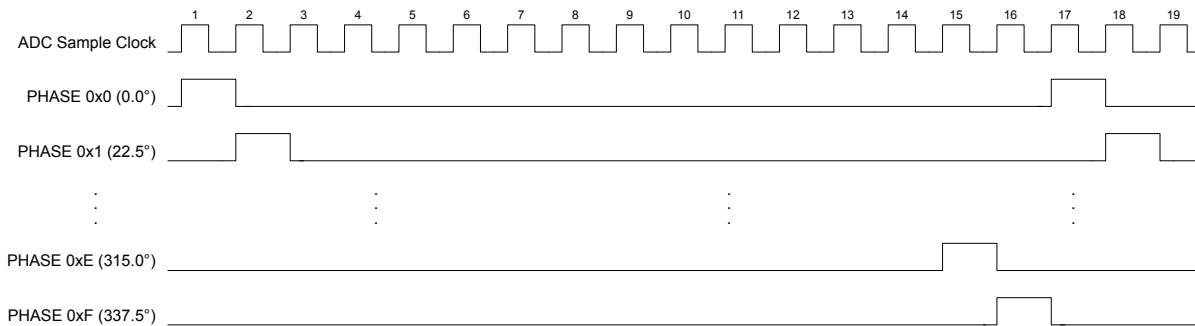 1 2 3 4 5 6 7 8 9 10 11 12 13 14 15 16 17 18 19
ADC Sample Clock
PHASE 0x0 (0.0°)
PHASE 0x1 (22.5°)
PHASE 0xE (315.0°)
PHASE 0xF (337.5°)